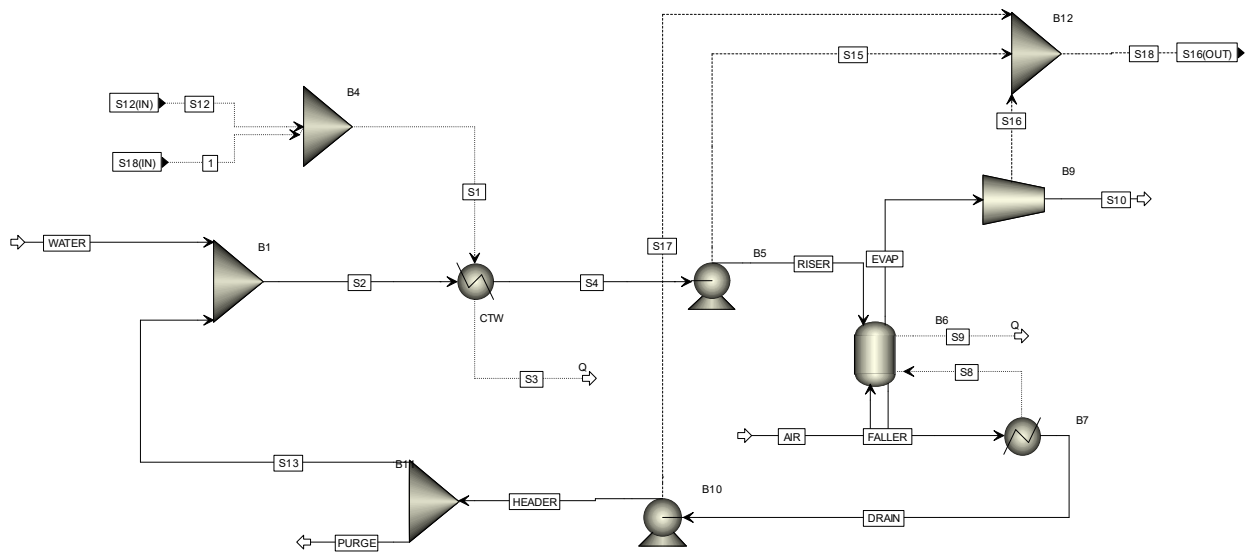 B12
S15
S18
S16(OUT)
B4
S12(IN)
S12
S16
S18(IN)
1
B9
S1
S10
WATER
B1
S17
B5
RISER
EVAP
S2
S4
CTW
B6
S9
Q
S3
Q
S8
B7
AIR
FALLER
S13
B10
HEADER
DRAIN
PURGE